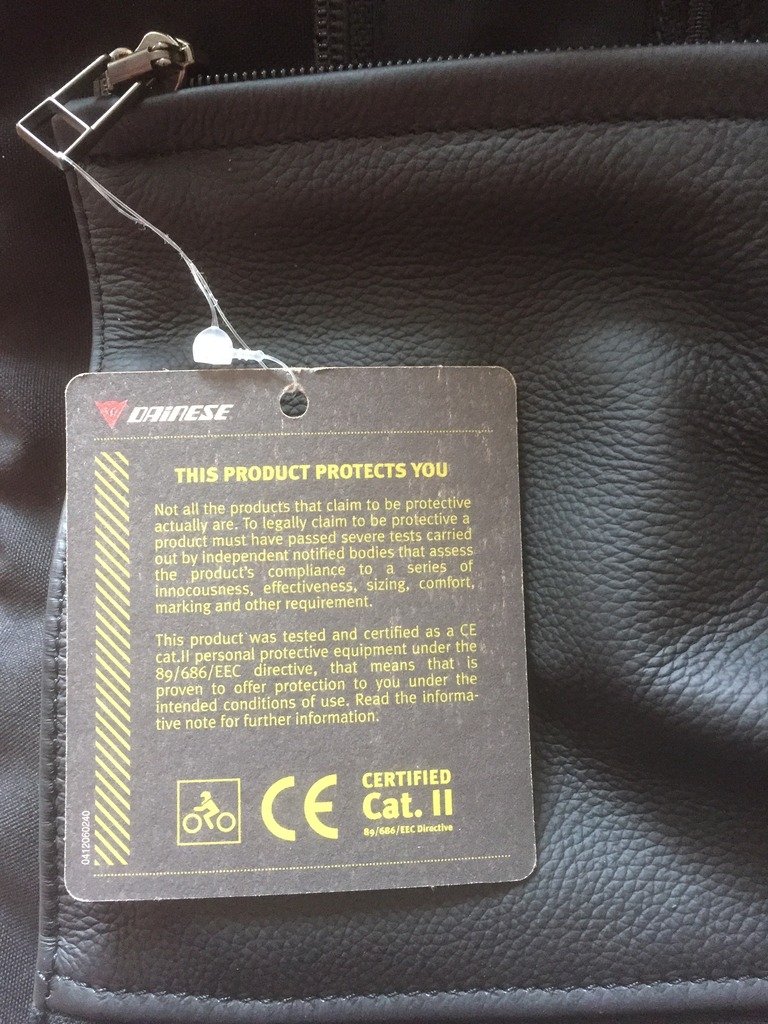 DAINESE
THIS PRODUCT PROTECTS YOU
Not all the products that claim to be protective
actually are. To legally claim to be protective a
product must have passed severe tests carried
out by independent notified bodies that assess
the product's compliance to a series of
innocousness, effectiveness, sizing, comfort,
marking and other requirement.
This product was tested and certified as a CE
cat.II personal protective equipment under the
89/686/EEC directive, that means that is
proven to offer protection to you under the
intended conditions of use. Read the informa-
tive note for further information.
CE
CERTIFIED
Cat. II
89/686/EEC Directive
0412060240